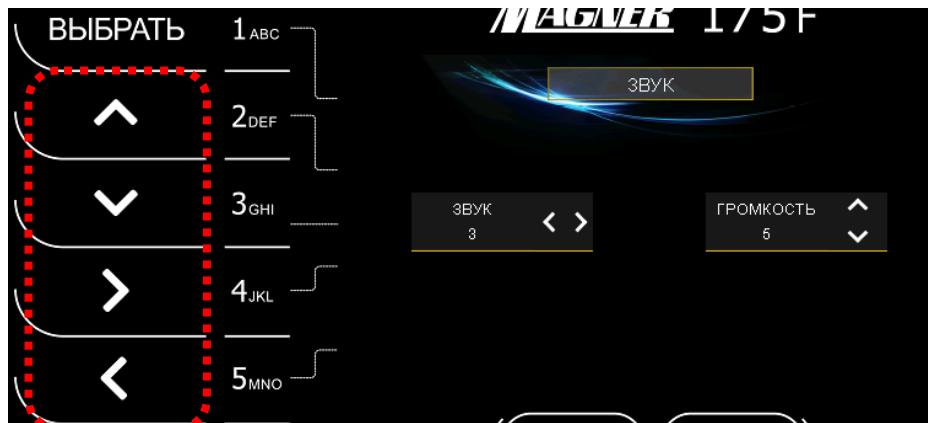 ВЫБРАТЬ
1ABC
2DEF
3GHI
4JKL
5MNO
MAGNER 175F
ЗВУК
ЗВУК
3
ГРОМКОСТЬ
5